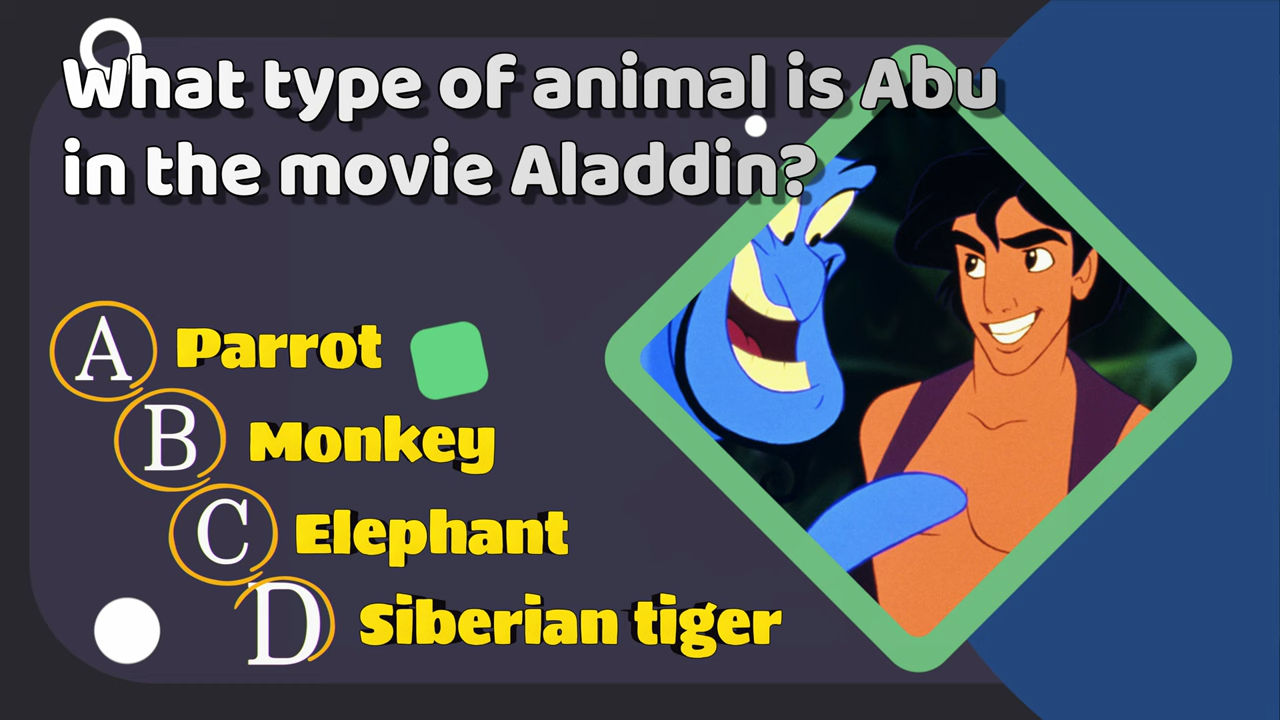 What type of animal is Abu
in the movie Aladdin?
A Parrot
B Monkey
C Elephant
D Siberian tiger